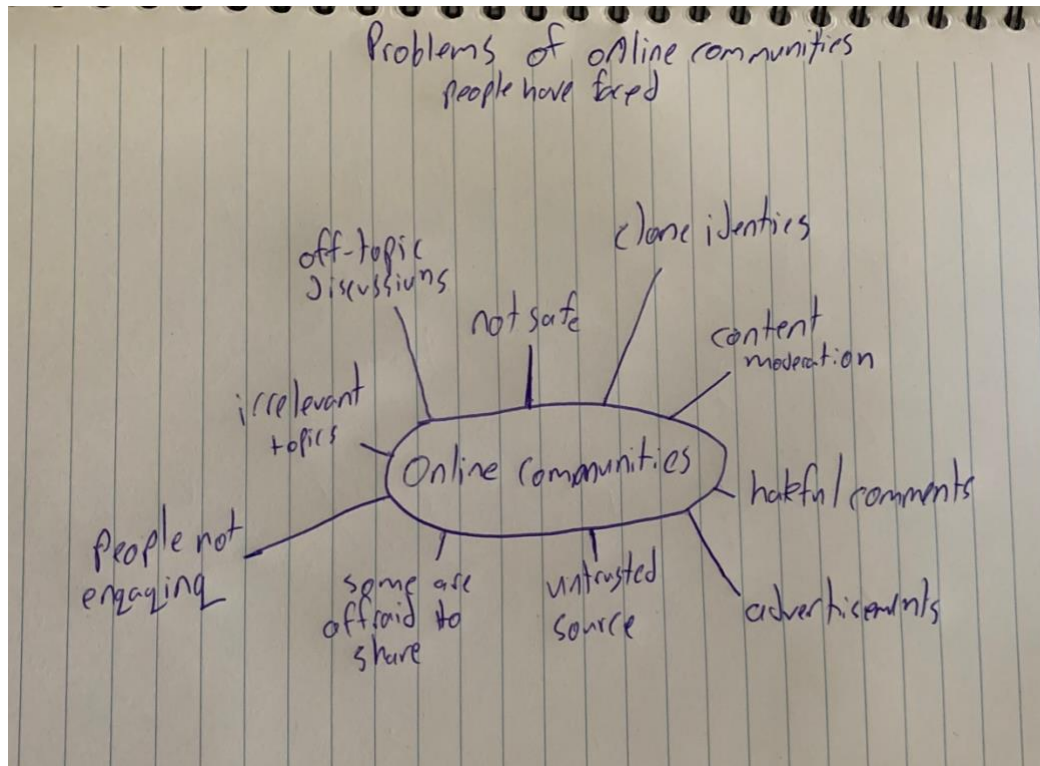 Problems of online communities
people have faced
clone identies
off-topic
discussions
not safe
content
moderation
irrelevant
topics
Online Communities
hateful comments
people not
engaging
some are
affraid to
share
untrusted
source
advertisements